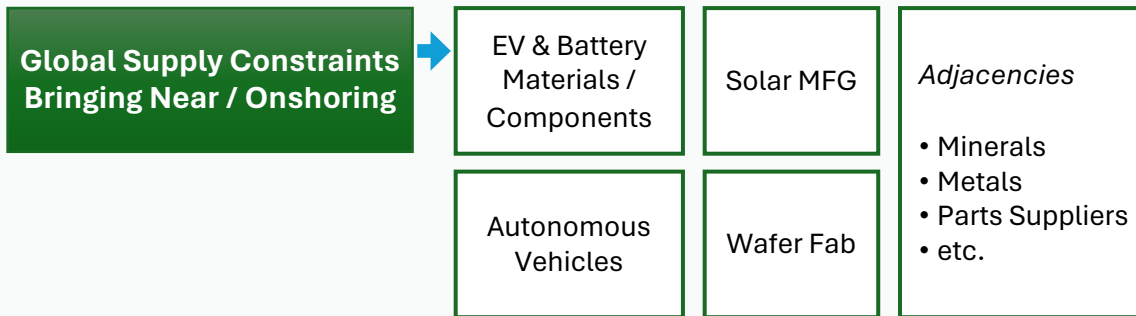 Global Supply Constraints
Bringing Near / Onshoring
EV & Battery
Materials /
Components
Solar MFG
Autonomous
Vehicles
Wafer Fab
Adjacencies
• Minerals
• Metals
• Parts Suppliers
• etc.